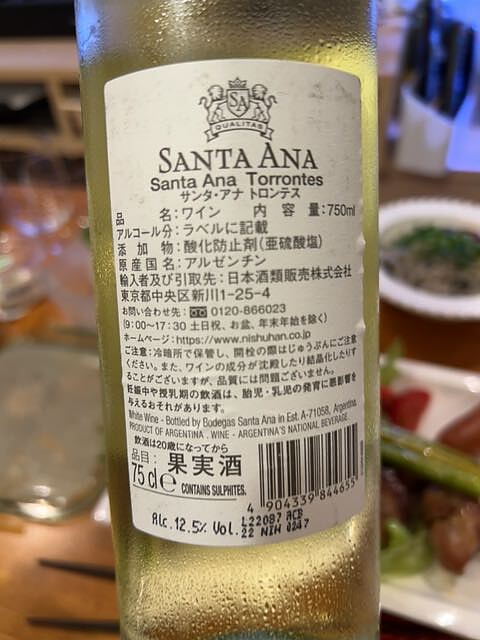 SA
QUALITAS
SANTA ANA
Santa Ana Torrontes
サンタ・アナ トロンテス
品 名:ワイン 内 容 量:750ml
アルコール分:ラベルに記載
添 加 物:酸化防止剤(亜硫酸塩)
原 産 国 名:アルゼンチン
輸入者及び引取先:日本酒類販売株式会社
東京都中央区新川1-25-4
お問い合わせ先: 0120-866023
(9:00〜17:30 土日祝、お盆、年末年始を除く)
ホームページ:https://www.nishuhan.co.jp
ご注意:冷暗所で保管し、開栓の際はじゅうぶんにご注意
ください。また、ワインの成分が沈殿したり結晶化したりす
ることがございますが、品質には問題ございません。
妊娠中や授乳期の飲酒は、胎児・乳児の発育に悪影響を
与えるおそれがあります。
White Wine - Bottled by Bodegas Santa Ana in Est. A-71058, Argentina.
PRODUCT OF ARGENTINA . WINE - ARGENTINA'S NATIONAL BEVERAGE
飲酒は20歳になってから
品目: 果実酒
75 cl e CONTAINS SULPHITES.
4 904339 844655
Alc. 12.5% Vol. L22087 ACB
22 NIH 0247